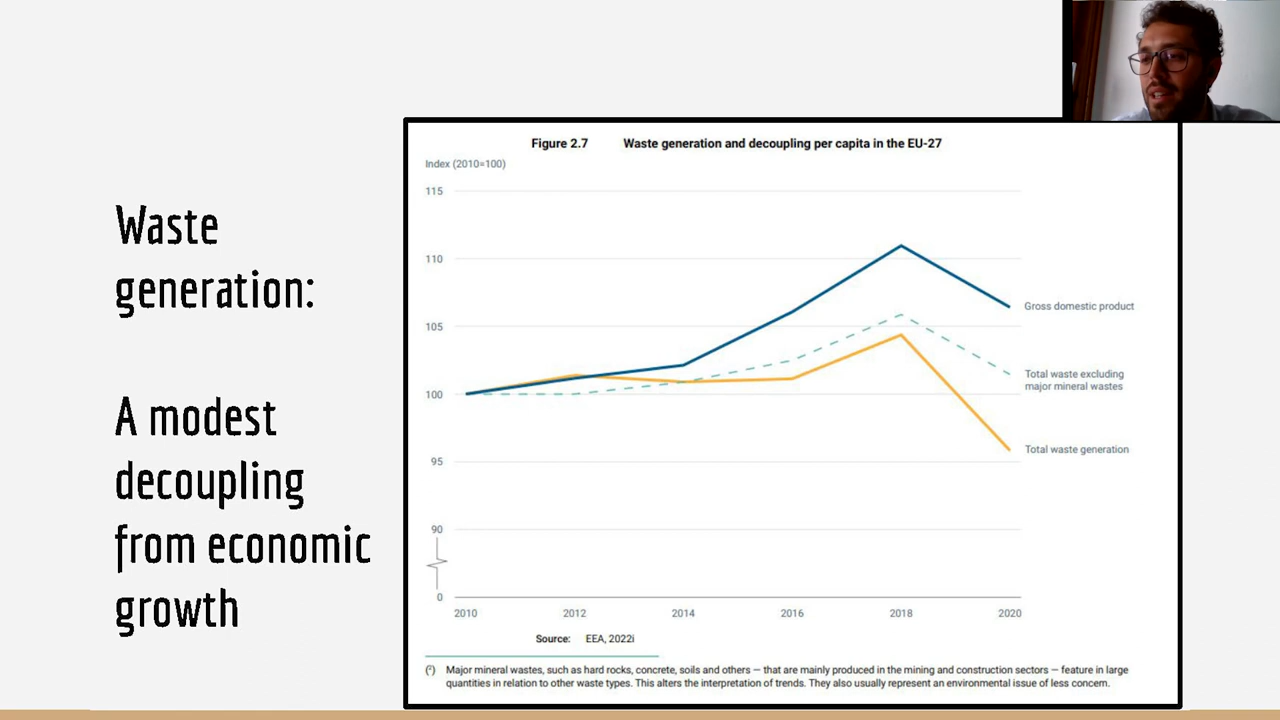 Waste
generation:
A modest
decoupling
from economic
growth
Figure 2.7 Waste generation and decoupling per capita in the EU-27
Index (2010=100)
115
110
105
100
95
90
0
Gross domestic product
Total waste excluding
major mineral wastes
Total waste generation
2010 2012 2014 2016 2018 2020
Source: EEA, 2022i
(²) Major mineral wastes, such as hard rocks, concrete, soils and others — that are mainly produced in the mining and construction sectors — feature in large
quantities in relation to other waste types. This alters the interpretation of trends. They also usually represent an environmental issue of less concern.